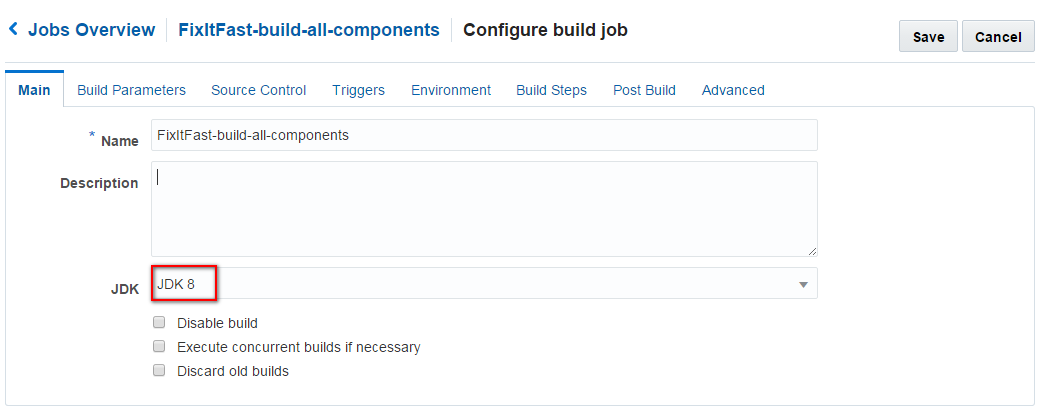 Jobs Overview FixItFast-build-all-components Configure build job Save Cancel
Main Build Parameters Source Control Triggers Environment Build Steps Post Build Advanced
* Name FixItFast-build-all-components
Description
JDK JDK 8
Disable build
Execute concurrent builds if necessary
Discard old builds